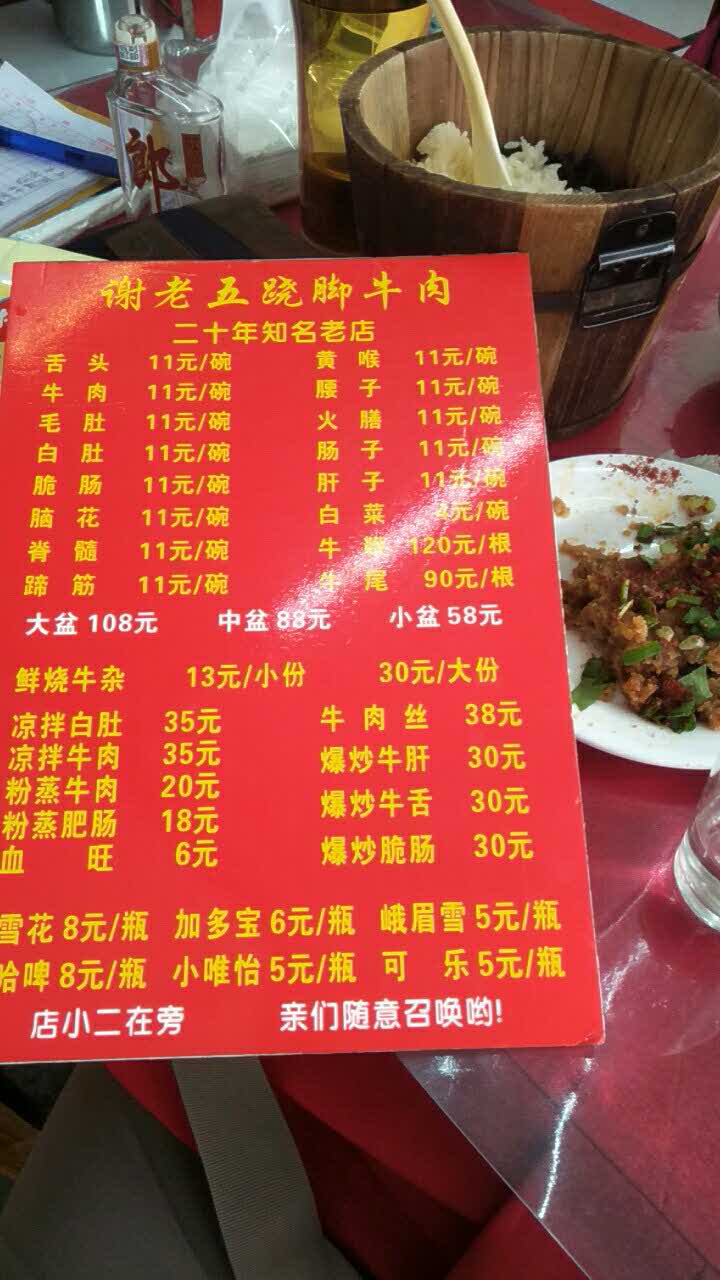 郎
谢老五跷脚牛肉
二十年知名老店
舌头 11元/碗 黄喉 11元/碗
牛肉 11元/碗 腰子 11元/碗
毛肚 11元/碗 火膳 11元/碗
白肚 11元/碗 肠子 11元/碗
脆肠 11元/碗 肝子 11元/碗
脑花 11元/碗 白菜 4元/碗
脊髓 11元/碗 牛 120元/根
蹄筋 11元/碗 牛尾 90元/根
大盆 108元 中盆 88元 小盆 58元
鲜烧牛杂 13元/小份 30元/大份
凉拌白肚 35元 牛肉丝 38元
凉拌牛肉 35元 爆炒牛肝 30元
粉蒸牛肉 20元 爆炒牛舌 30元
粉蒸肥肠 18元 爆炒脆肠 30元
血旺 6元
雪花 8元/瓶 加多宝 6元/瓶 峨眉雪 5元/瓶
哈啤 8元/瓶 小唯怡 5元/瓶 可乐 5元/瓶
店小二在旁 亲们随意召唤哟!